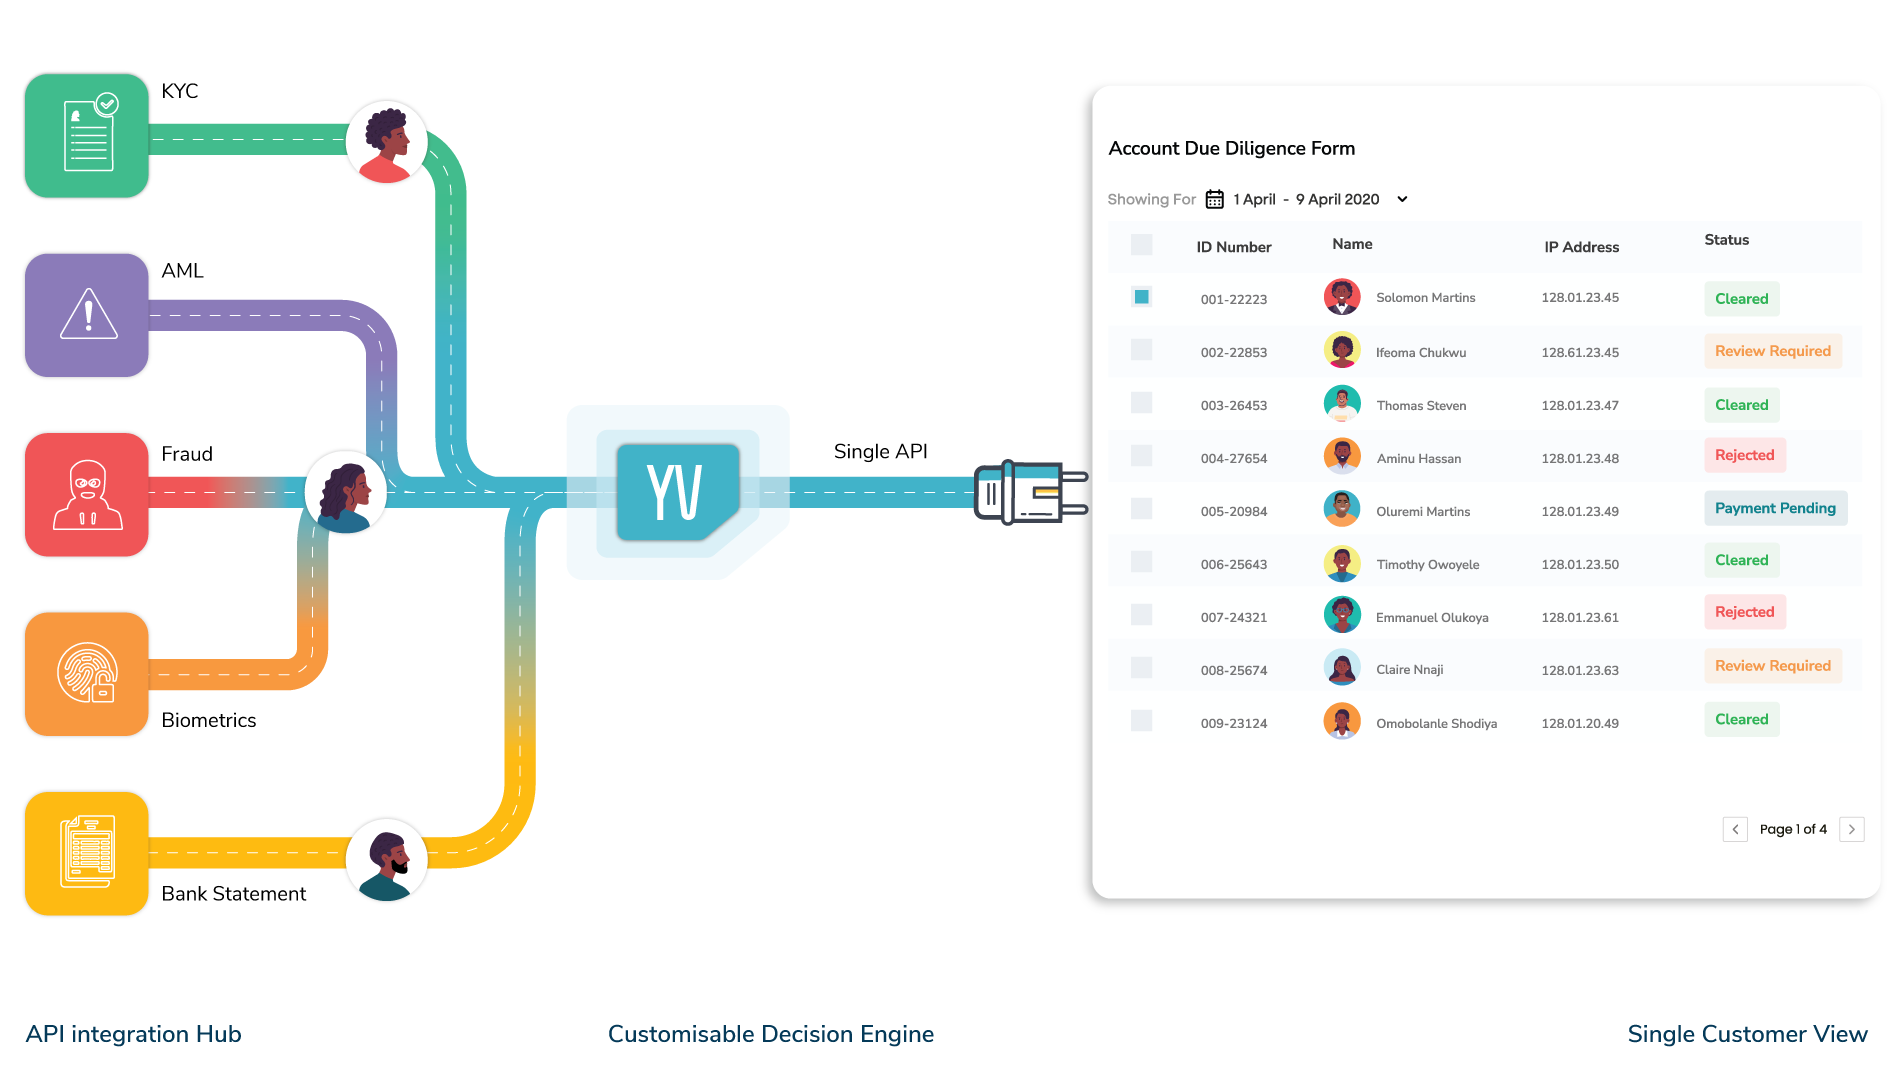 KYC
AML
Fraud
Biometrics
Bank Statement
YV
Single API
Account Due Diligence Form
Showing For 1 April - 9 April 2020
ID Number Name IP Address Status
001-22223 Solomon Martins 128.01.23.45 Cleared
002-22853 Ifeoma Chukwu 128.61.23.45 Review Required
003-26453 Thomas Steven 128.01.23.47 Cleared
004-27654 Aminu Hassan 128.01.23.48 Rejected
005-20984 Oluremi Martins 128.01.23.49 Payment Pending
006-25643 Timothy Owoyele 128.01.23.50 Cleared
007-24321 Emmanuel Olukoya 128.01.23.61 Rejected
008-25674 Claire Nnaji 128.01.23.63 Review Required
009-23124 Omobolanle Shodiya 128.01.20.49 Cleared
Page 1 of 4
API integration Hub
Customisable Decision Engine
Single Customer View